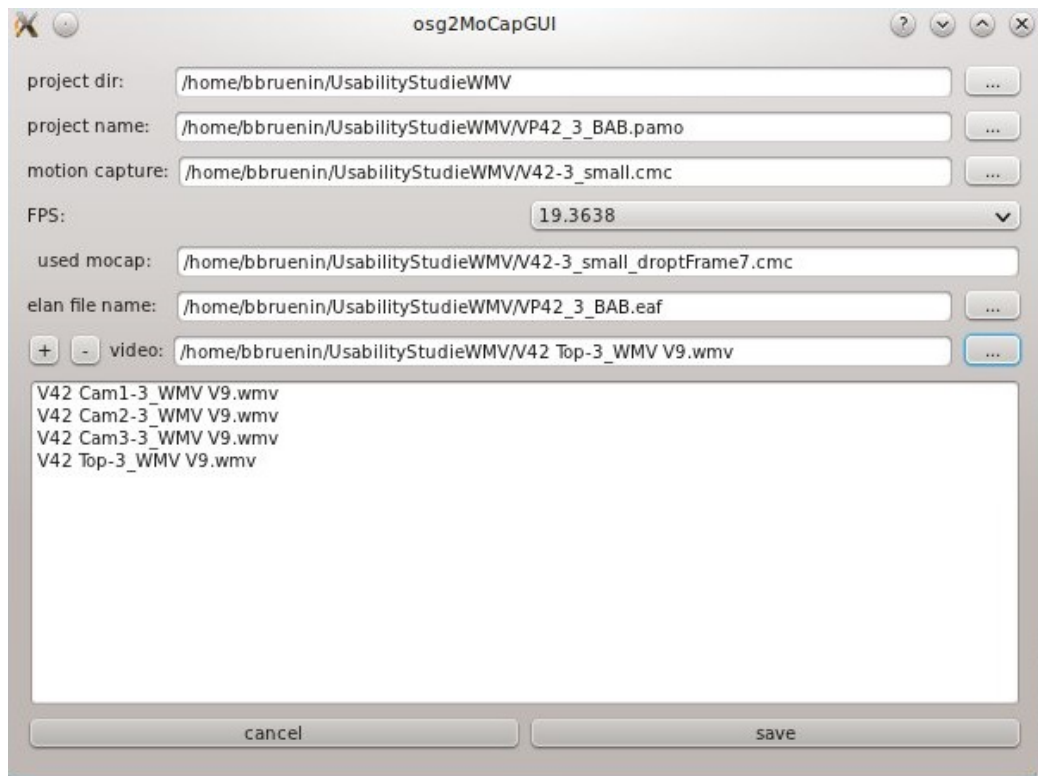 osg2MoCapGUI
project dir: /home/bbruenin/UsabilityStudieWMV ...
project name: /home/bbruenin/UsabilityStudieWMV/VP42_3_BAB.pamo ...
motion capture: /home/bbruenin/UsabilityStudieWMV/V42-3_small.cmc ...
FPS: 19.3638
used mocap: /home/bbruenin/UsabilityStudieWMV/V42-3_small_droptFrame7.cmc
elan file name: /home/bbruenin/UsabilityStudieWMV/VP42_3_BAB.eaf ...
+ - video: /home/bbruenin/UsabilityStudieWMV/V42 Top-3_WMV V9.wmv ...
V42 Cam1-3_WMV V9.wmv
V42 Cam2-3_WMV V9.wmv
V42 Cam3-3_WMV V9.wmv
V42 Top-3_WMV V9.wmv
cancel save